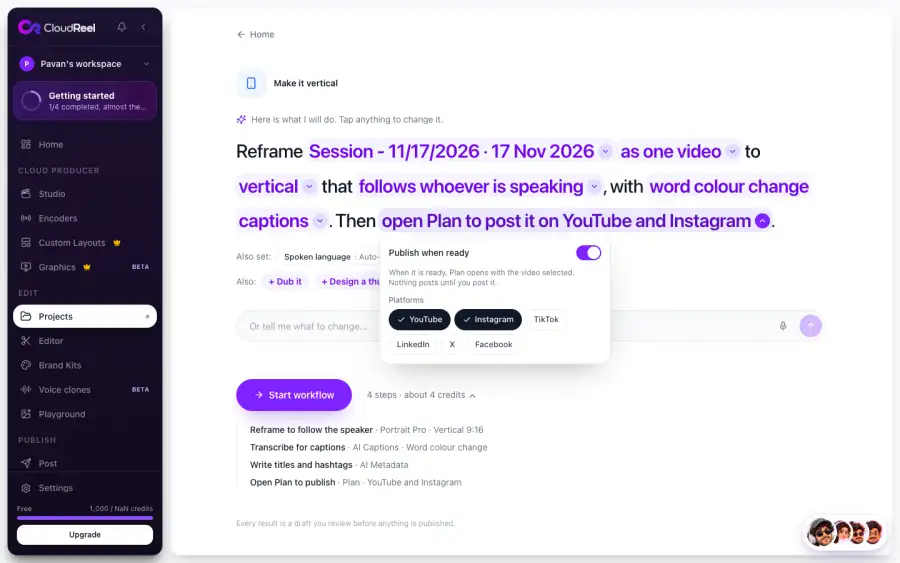 CloudReel
P Pavan's workspace
Getting started
1/4 completed, almost the...
Home
CLOUD PRODUCER
Studio
Encoders
Custom Layouts
Graphics BETA
EDIT
Projects
Editor
Brand Kits
Voice clones BETA
Playground
PUBLISH
Post
Settings
Free 1,000 / NaN credits
Upgrade
← Home
Make it vertical
Here is what I will do. Tap anything to change it.
Reframe Session - 11/17/2026 · 17 Nov 2026 as one video to
vertical that follows whoever is speaking , with word colour change
captions . Then open Plan to post it on YouTube and Instagram .
Also set: Spoken language · Auto-
Also: + Dub it + Design a thu
Publish when ready
When it is ready, Plan opens with the video selected.
Nothing posts until you post it.
Platforms
YouTube Instagram TikTok
LinkedIn X Facebook
Or tell me what to change...
→ Start workflow 4 steps · about 4 credits
Reframe to follow the speaker · Portrait Pro · Vertical 9:16
Transcribe for captions · AI Captions · Word colour change
Write titles and hashtags · AI Metadata
Open Plan to publish · Plan · YouTube and Instagram
Every result is a draft you review before anything is published.